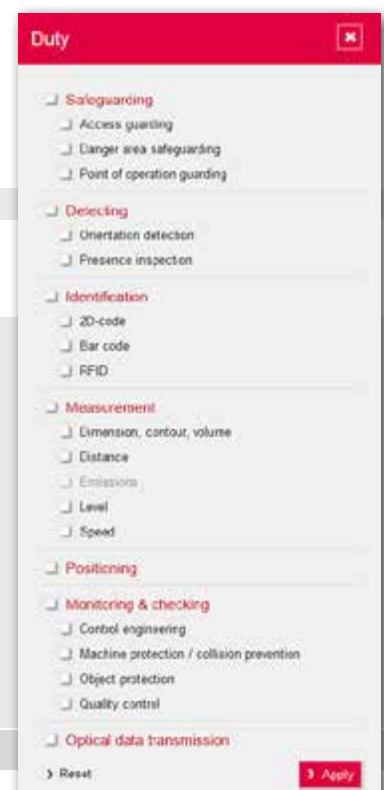 Duty
Safeguarding
Access guarding
Danger area safeguarding
Point of operation guarding
Detecting
Orientation detection
Presence inspection
Identification
2D-code
Bar code
RFID
Measurement
Dimension, contour, volume
Distance
Emissions
Level
Speed
Positioning
Monitoring & checking
Control engineering
Machine protection / collision prevention
Object protection
Quality control
Optical data transmission
Reset
Apply